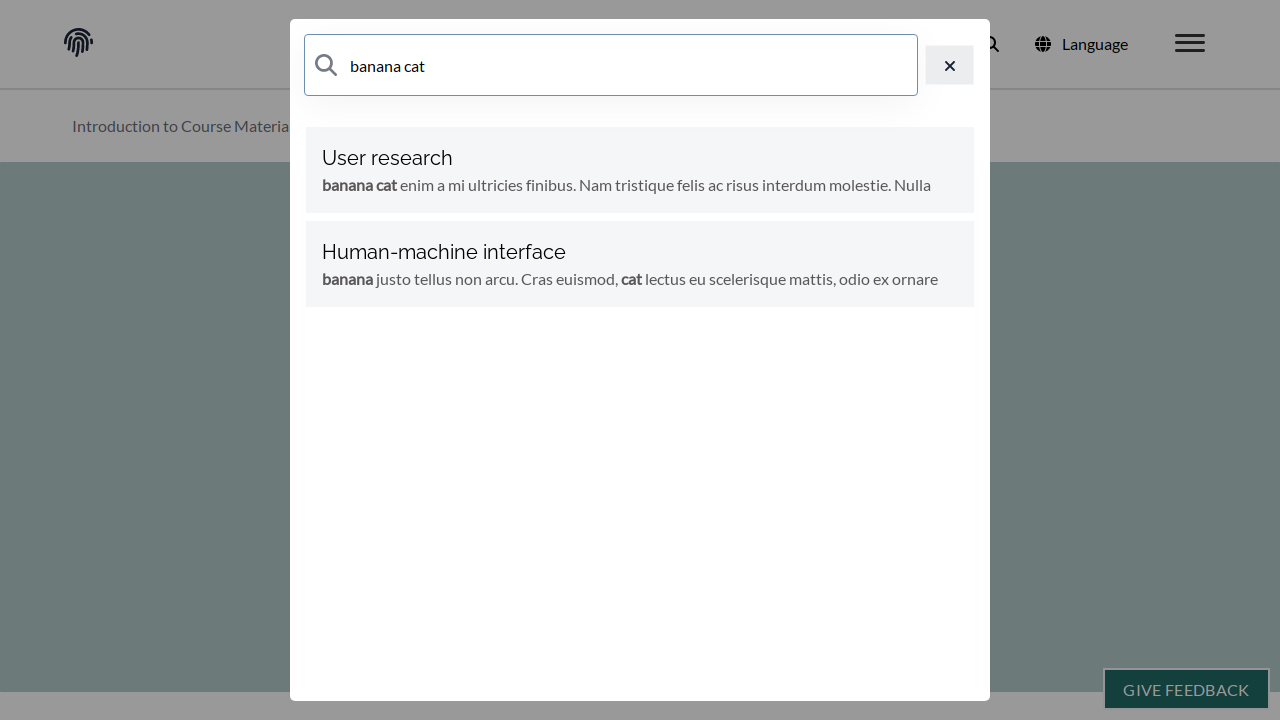 banana cat
Language
Introduction to Course Materia
User research
banana cat enim a mi ultricies finibus. Nam tristique felis ac risus interdum molestie. Nulla
Human-machine interface
banana justo tellus non arcu. Cras euismod, cat lectus eu scelerisque mattis, odio ex ornare
GIVE FEEDBACK